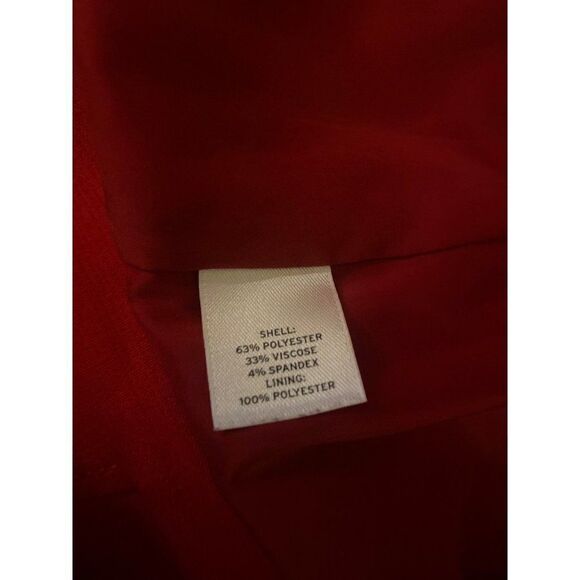 SHELL:
63% POLYESTER
33% VISCOSE
4% SPANDEX
LINING:
100% POLYESTER